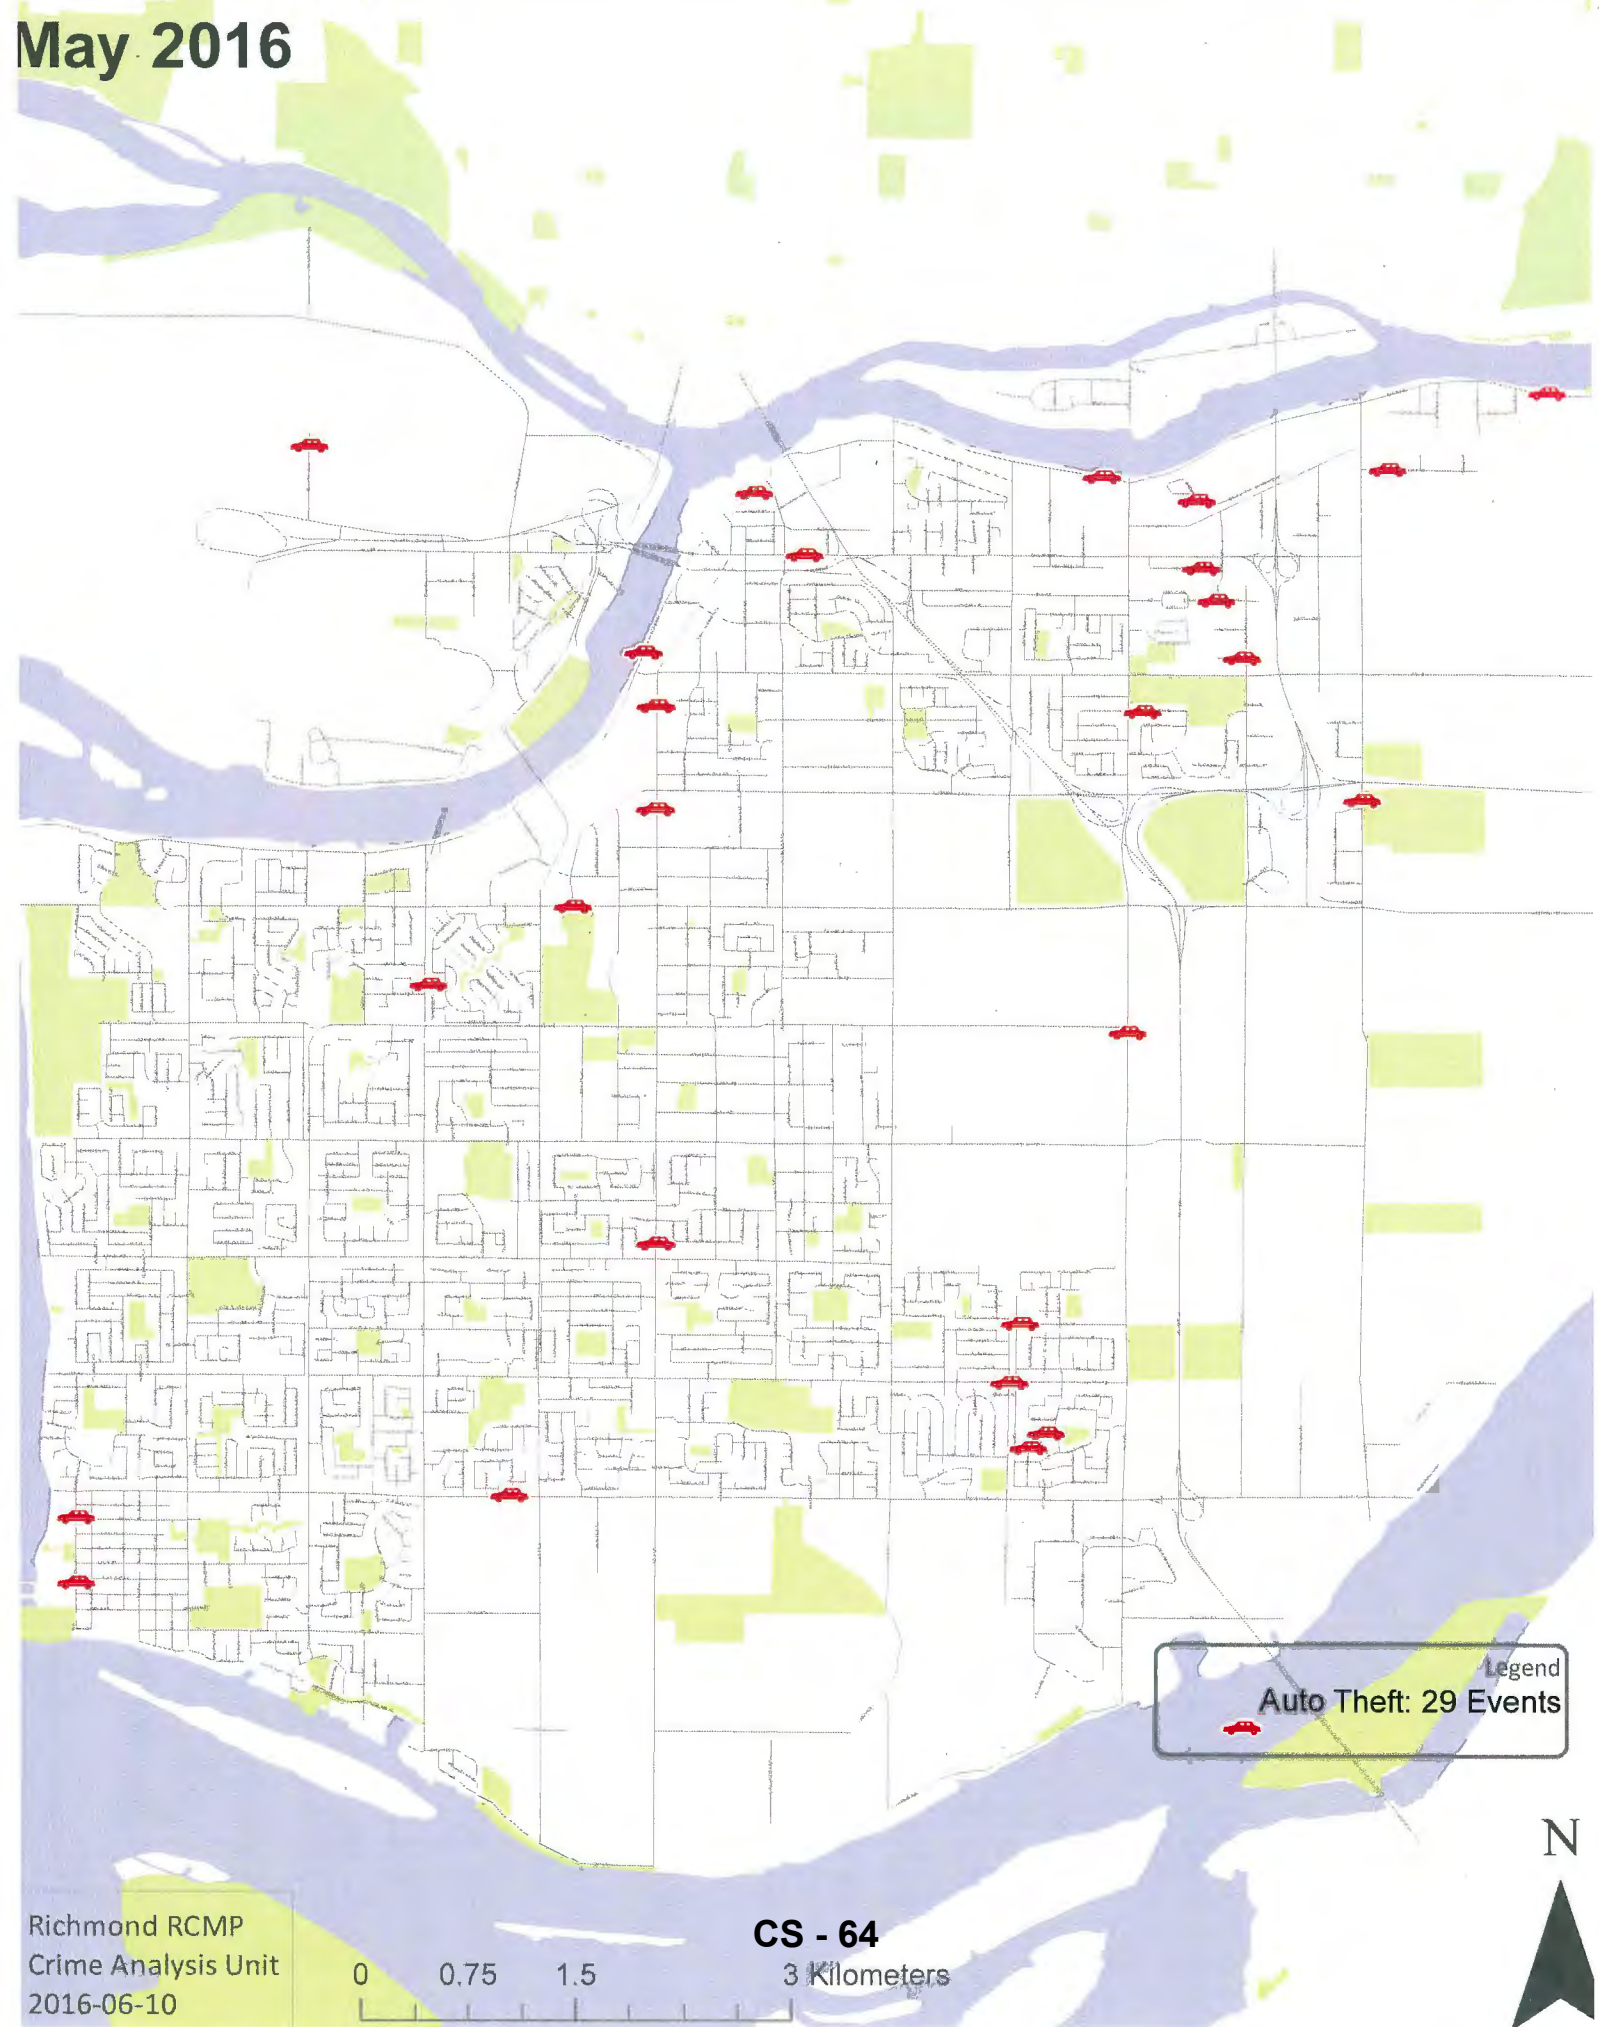 May 2016
Legend
Auto Theft: 29 Events
N
Richmond RCMP
Crime Analysis Unit
2016-06-10
CS - 64
0 0.75 1.5 3 Kilometers